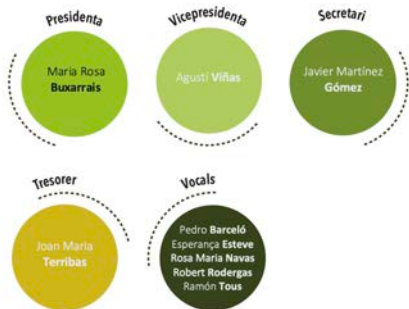 Presidenta
Maria Rosa
Buxarrais
Vicepresidenta
Agustí Viñas
Secretari
Javier Martínez
Gómez
Tresorer
Joan Maria
Terribas
Vocals
Pedro Barceló
Esperança Esteve
Rosa Maria Navas
Robert Rodergas
Ramón Tous